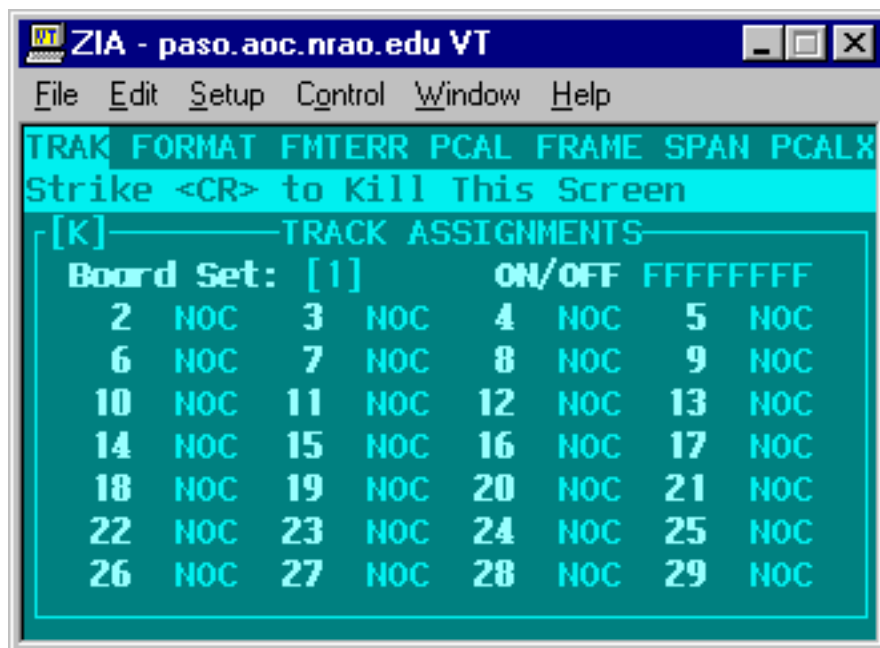 VT ZIA - paso.aoc.nrao.edu VT
File Edit Setup Control Window Help
TRAK FORMAT FMTERR PCAL FRAME SPAN PCALX
Strike <CR> to Kill This Screen
[K] TRACK ASSIGNMENTS
Board Set: [1] ON/OFF FFFFFFFF
2 NOC 3 NOC 4 NOC 5 NOC
6 NOC 7 NOC 8 NOC 9 NOC
10 NOC 11 NOC 12 NOC 13 NOC
14 NOC 15 NOC 16 NOC 17 NOC
18 NOC 19 NOC 20 NOC 21 NOC
22 NOC 23 NOC 24 NOC 25 NOC
26 NOC 27 NOC 28 NOC 29 NOC